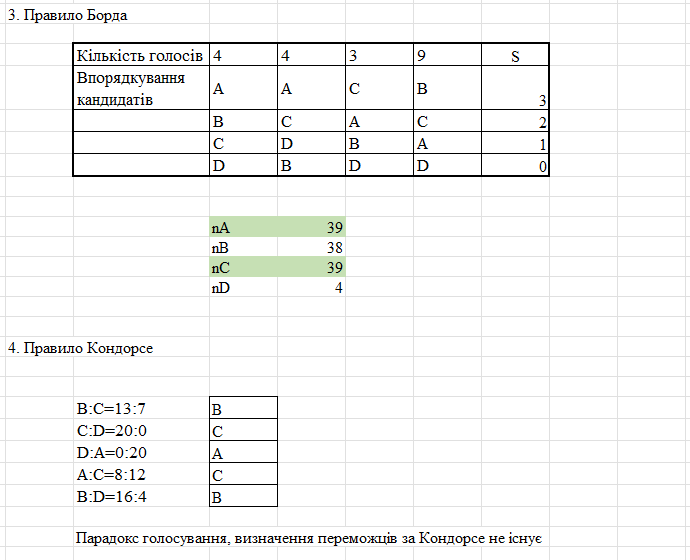 3. Правило Борда
Кількість голосів 4 4 3 9 S
Впорядкування
кандидатів A A C B 3
B C A C 2
C D B A 1
D B D D 0
nA 39
nB 38
nC 39
nD 4
4. Правило Кондорсе
B:C=13:7 B
C:D=20:0 C
D:A=0:20 A
A:C=8:12 C
B:D=16:4 B
Парадокс голосування, визначення переможців за Кондорсе не існує